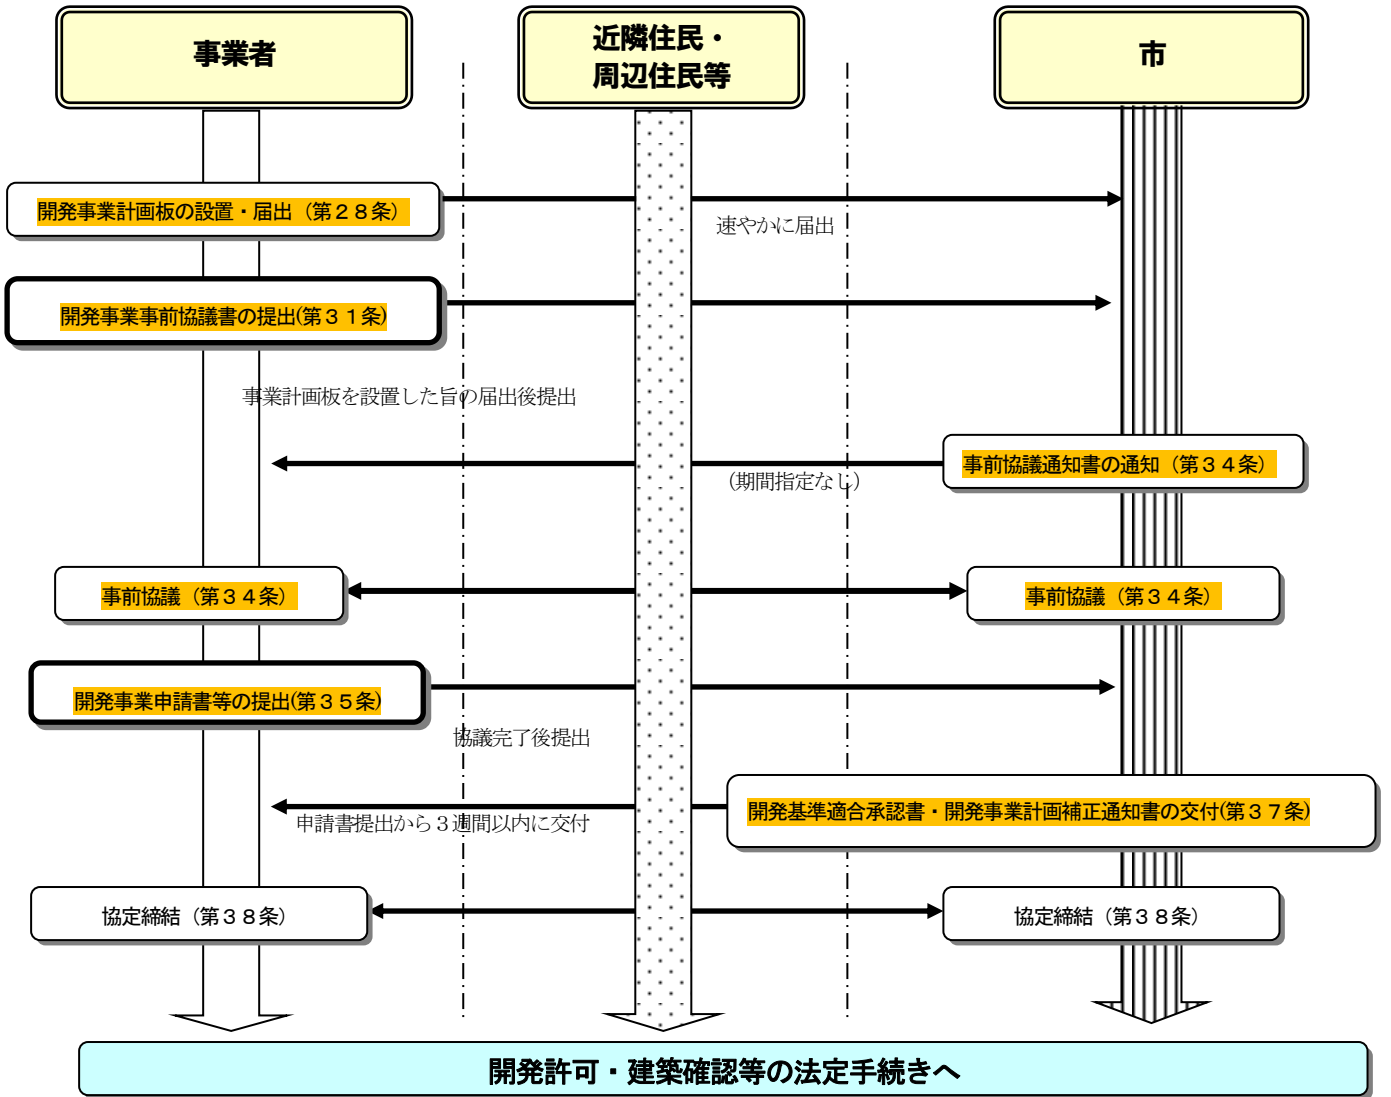 事業者
近隣住民・
周辺住民等
市
開発事業計画板の設置・届出（第２８条）
速やかに届出
開発事業事前協議書の提出(第３１条)
事業計画板を設置した旨の届出後提出
事前協議通知書の通知（第３４条）
（期間指定なし）
事前協議（第３４条）
事前協議（第３４条）
開発事業申請書等の提出(第３５条)
協議完了後提出
開発基準適合承認書・開発事業計画補正通知書の交付(第３７条)
申請書提出から３週間以内に交付
協定締結（第３８条）
協定締結（第３８条）
開発許可・建築確認等の法定手続きへ